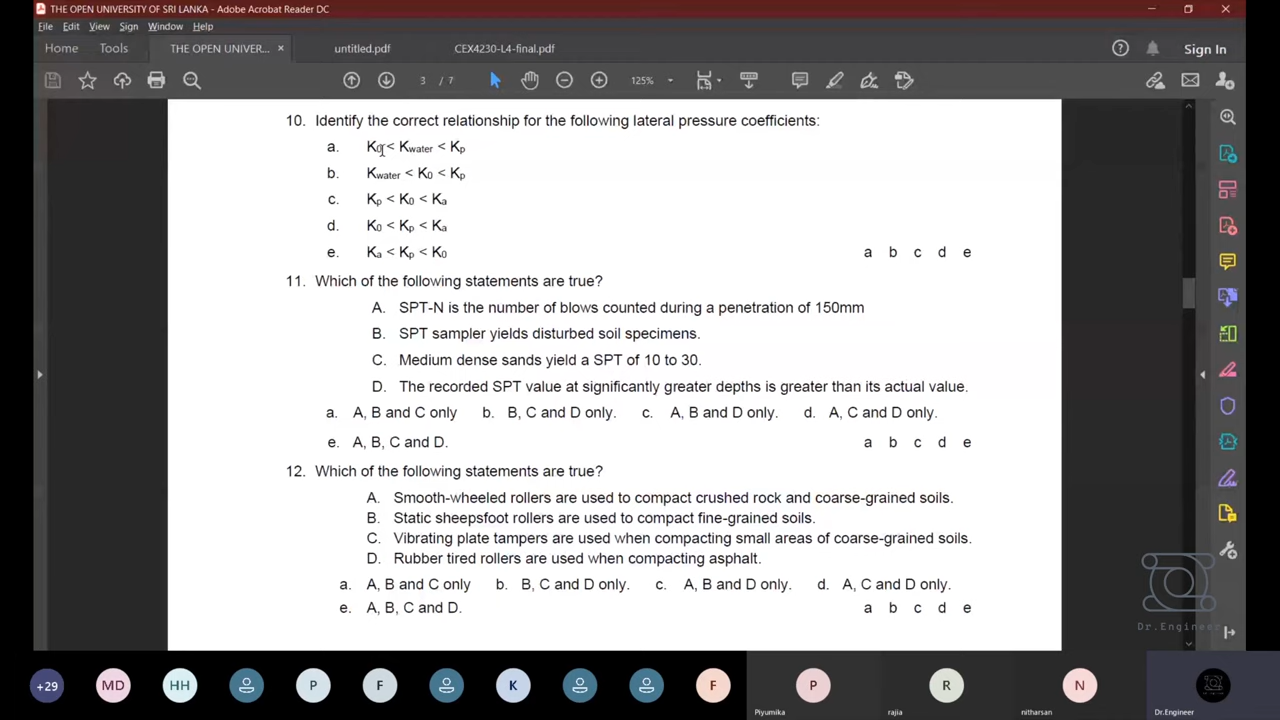 THE OPEN UNIVERSITY OF SRI LANKA - Adobe Acrobat Reader DC
File Edit View Sign Window Help
Home Tools THE OPEN UNIVER... × untitled.pdf CEX4230-L4-final.pdf Sign In
3 / 7 125%
10. Identify the correct relationship for the following lateral pressure coefficients:
a. K0 < Kwater < Kp
b. Kwater < K0 < Kp
c. Kp < K0 < Ka
d. K0 < Kp < Ka
e. Ka < Kp < K0 a b c d e
11. Which of the following statements are true?
A. SPT-N is the number of blows counted during a penetration of 150mm
B. SPT sampler yields disturbed soil specimens.
C. Medium dense sands yield a SPT of 10 to 30.
D. The recorded SPT value at significantly greater depths is greater than its actual value.
a. A, B and C only b. B, C and D only. c. A, B and D only. d. A, C and D only.
e. A, B, C and D. a b c d e
12. Which of the following statements are true?
A. Smooth-wheeled rollers are used to compact crushed rock and coarse-grained soils.
B. Static sheepsfoot rollers are used to compact fine-grained soils.
C. Vibrating plate tampers are used when compacting small areas of coarse-grained soils.
D. Rubber tired rollers are used when compacting asphalt.
a. A, B and C only b. B, C and D only. c. A, B and D only. d. A, C and D only.
e. A, B, C and D. a b c d e
Dr.Engineer
+29 MD HH P F K F P R N
Piyumika rajia nitharsan Dr.Engineer